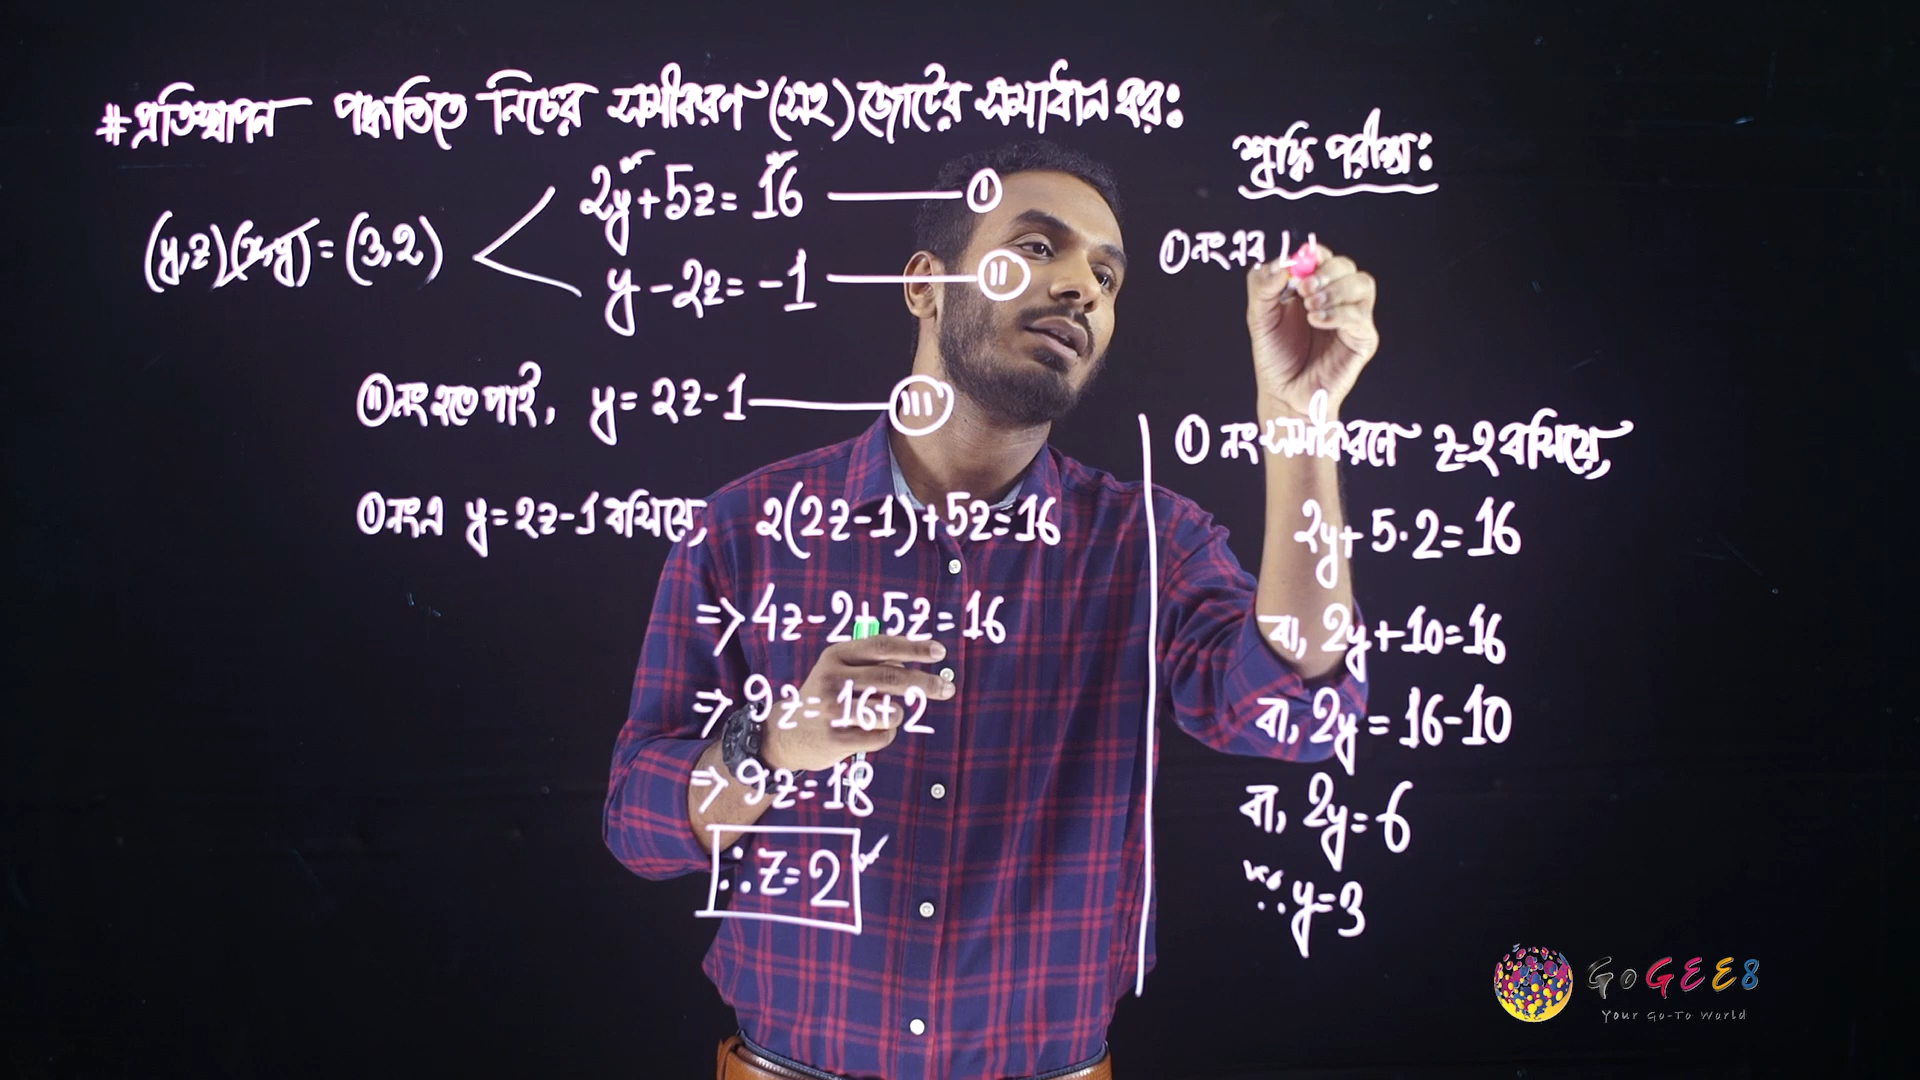 # প্রতিস্থাপন পদ্ধতিতে নিচের সমীকরণ (সহ) জোটের সমাধান কর:
2y+5z=16 — (i)
(y,z) (x,y) = (3,2)
y-2z=-1 — (ii)
(ii) নং হতে পাই, y=2z-1 — (iii)
(i) নং এ y=2z-1 বসিয়ে, 2(2z-1)+5z=16
⇒ 4z-2+5z=16
⇒ 9z=16+2
⇒ 9z=18
∴ z=2
শুদ্ধি পরীক্ষা:
(i) নং এর L
(i) নং সমীকরণে z=2 বসিয়ে,
2y+5·2=16
বা, 2y+10=16
বা, 2y=16-10
বা, 2y=6
∴ y=3
GoGEE8
Your Go-To World